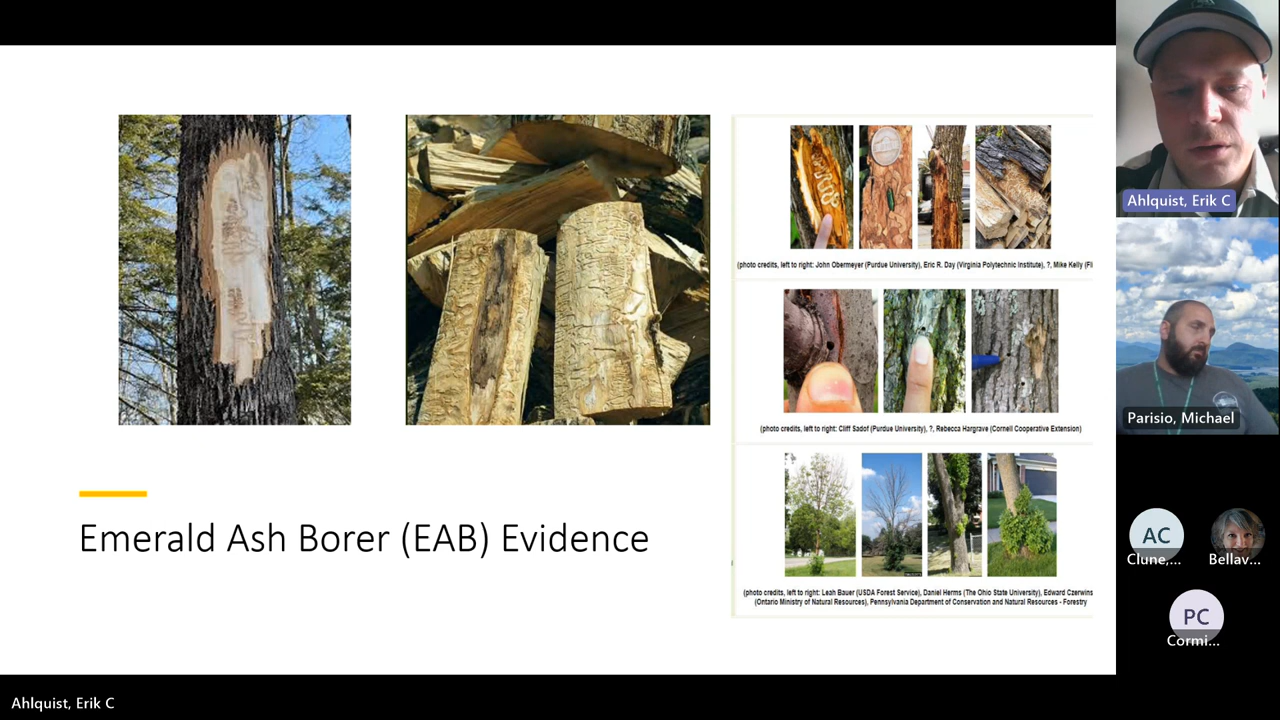 (photo credits, left to right: John Obermeyer (Purdue University), Eric R. Day (Virginia Polytechnic Institute), ?, Mike Kelly (Fl
(photo credits, left to right: Cliff Sadof (Purdue University), ?, Rebecca Hargrave (Cornell Cooperative Extension)
(photo credits, left to right: Leah Bauer (USDA Forest Service), Daniel Herms (The Ohio State University), Edward Czerwins
(Ontario Ministry of Natural Resources), Pennsylvania Department of Conservation and Natural Resources - Forestry
Emerald Ash Borer (EAB) Evidence
Ahlquist, Erik C
Parisio, Michael
AC
Clune,...
Bellav...
PC
Cormi...
Ahlquist, Erik C